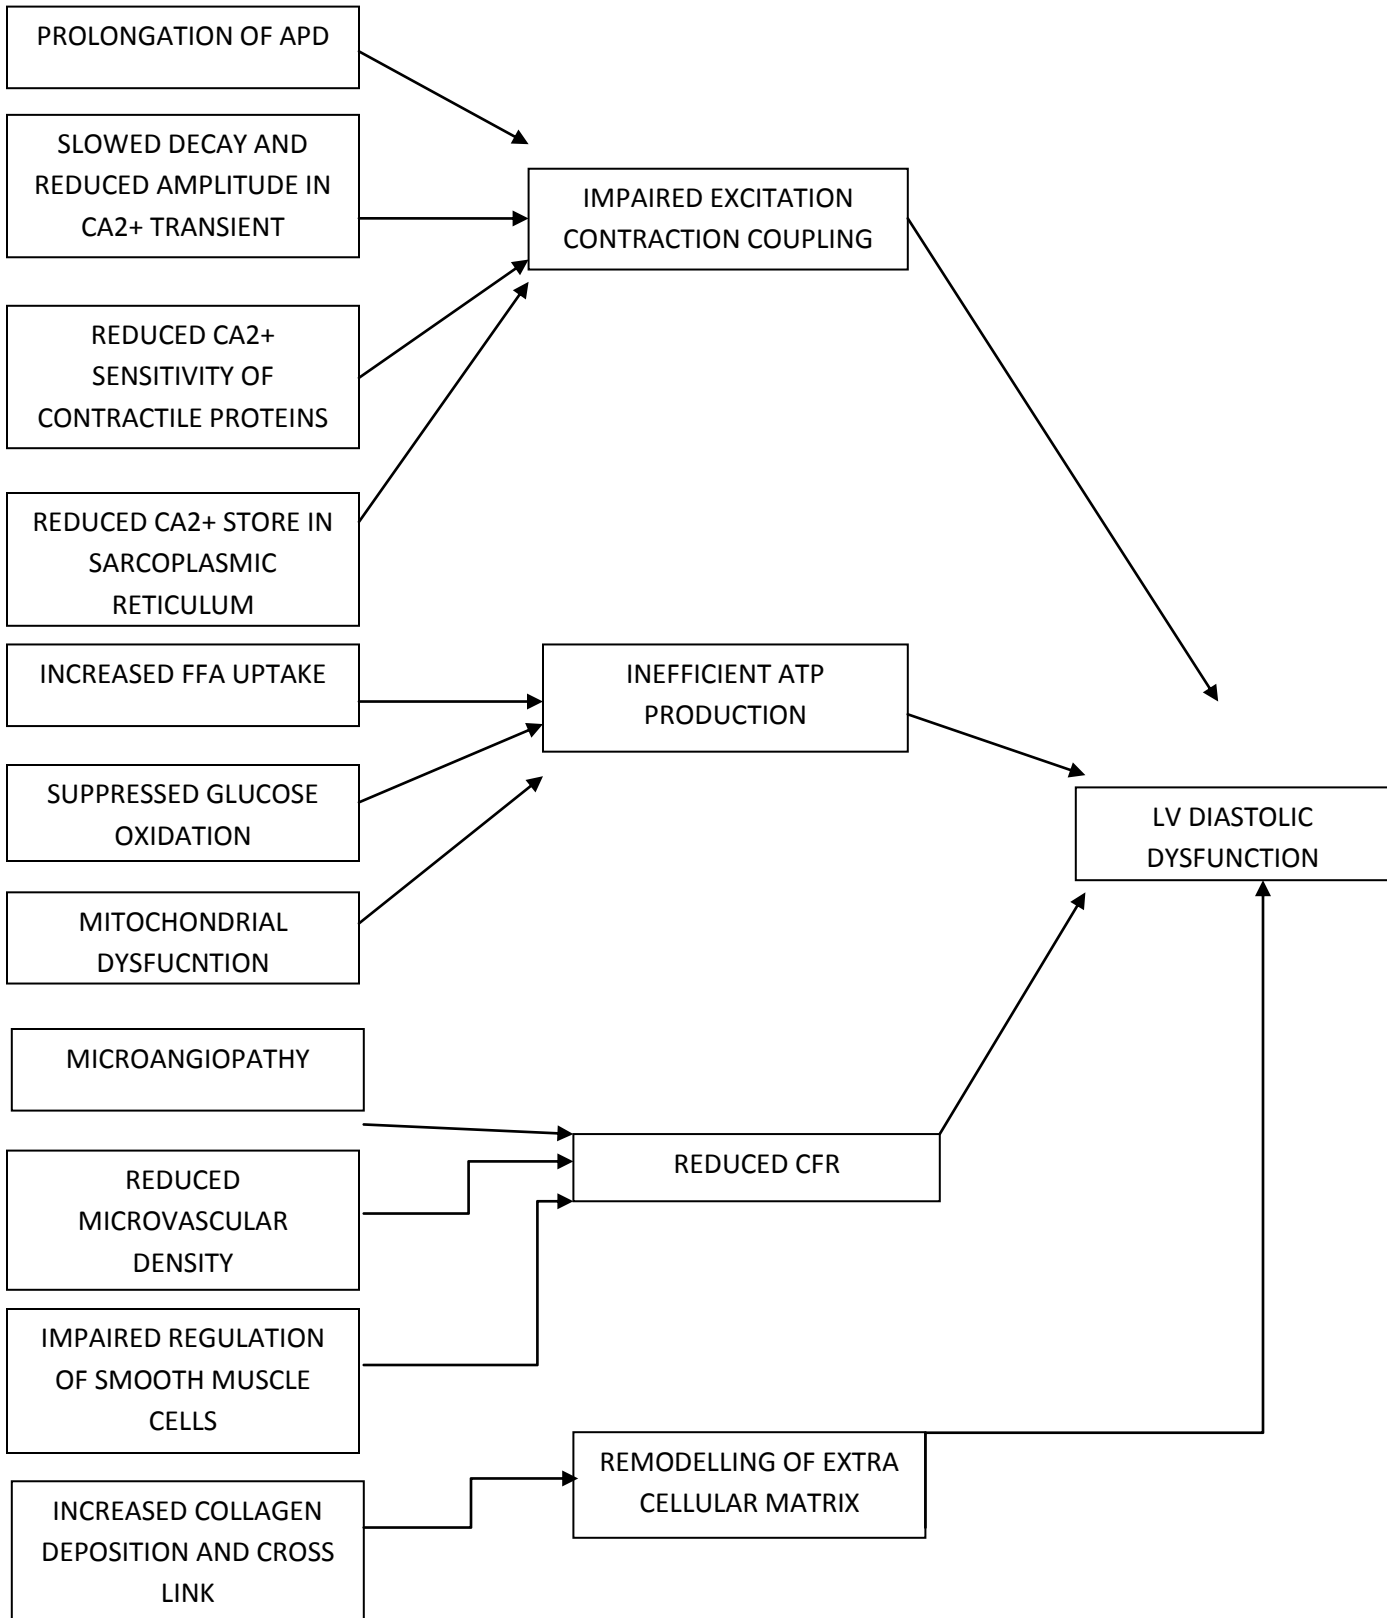 PROLONGATION OF APD
SLOWED DECAY AND
REDUCED AMPLITUDE IN
CA2+ TRANSIENT
IMPAIRED EXCITATION
CONTRACTION COUPLING
REDUCED CA2+
SENSITIVITY OF
CONTRACTILE PROTEINS
REDUCED CA2+ STORE IN
SARCOPLASMIC
RETICULUM
INCREASED FFA UPTAKE
INEFFICIENT ATP
PRODUCTION
SUPPRESSED GLUCOSE
OXIDATION
LV DIASTOLIC
DYSFUNCTION
MITOCHONDRIAL
DYSFUCNTION
MICROANGIOPATHY
REDUCED CFR
REDUCED
MICROVASCULAR
DENSITY
IMPAIRED REGULATION
OF SMOOTH MUSCLE
CELLS
REMODELLING OF EXTRA
CELLULAR MATRIX
INCREASED COLLAGEN
DEPOSITION AND CROSS
LINK